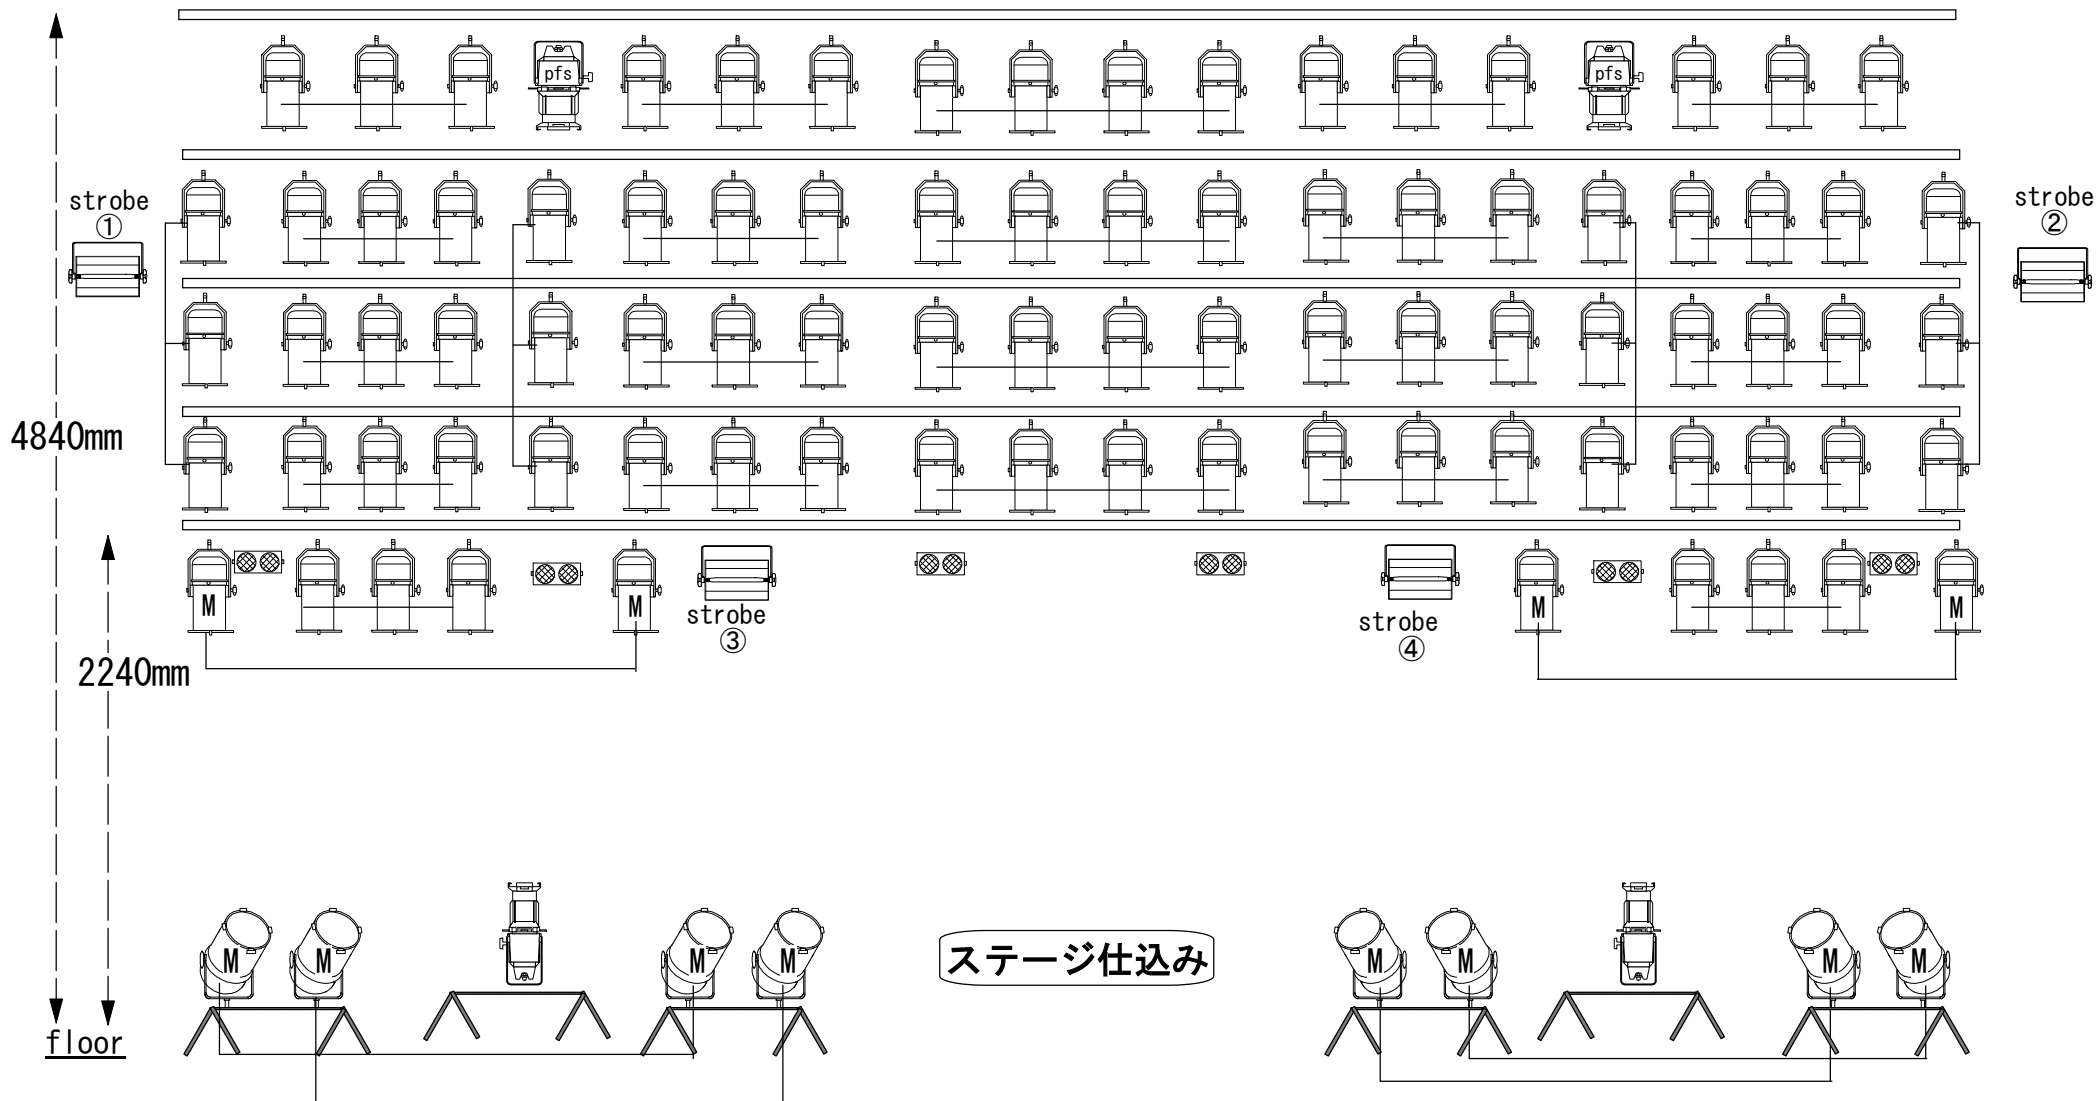 pfs
pfs
strobe
①
strobe
②
4840mm
M
M
strobe
③
strobe
④
M
M
2240mm
M
M
M
M
ステージ仕込み
M
M
M
M
floor